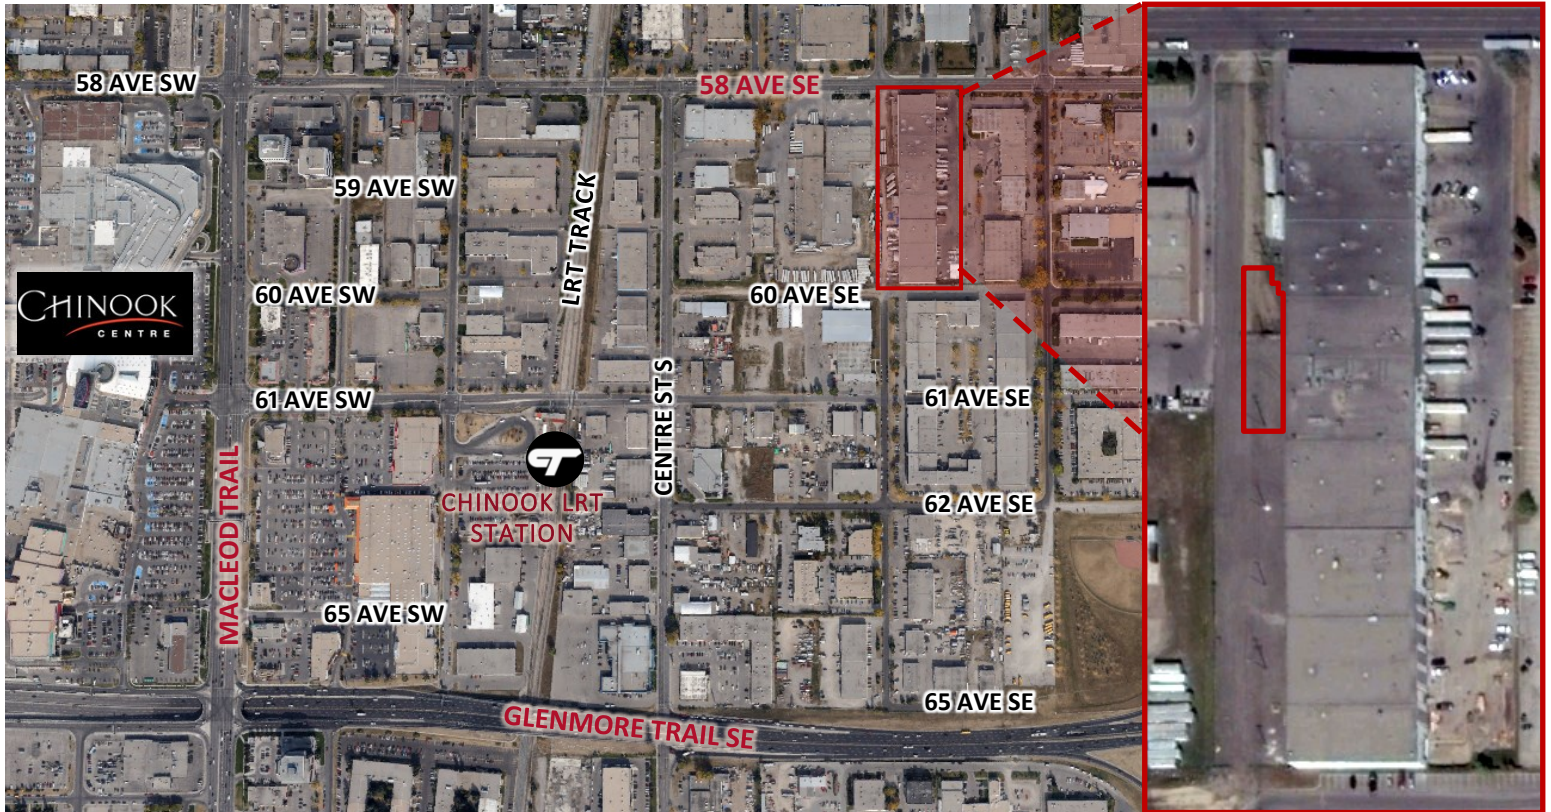 58 AVE SW
58 AVE SE
59 AVE SW
LRT TRACK
60 AVE SW
60 AVE SE
CHINOOK
CENTRE
61 AVE SW
61 AVE SE
CENTRE ST S
MACLEOD TRAIL
CHINOOK LRT
STATION
62 AVE SE
65 AVE SW
65 AVE SE
GLENMORE TRAIL SE